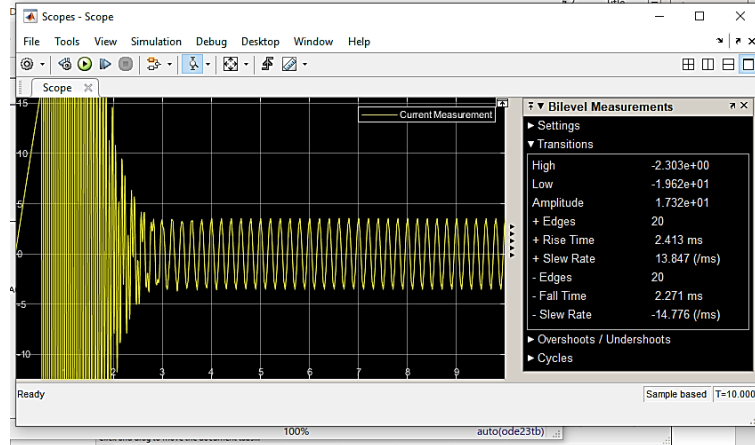 Scopes - Scope
File Tools View Simulation Debug Desktop Window Help
Scope
Current Measurement
15
10
5
0
-5
-10
2 3 4 5 6 7 8 9
Bilevel Measurements
Settings
Transitions
High -2.303e+00
Low -1.962e+01
Amplitude 1.732e+01
+ Edges 20
+ Rise Time 2.413 ms
+ Slew Rate 13.847 (/ms)
- Edges 20
- Fall Time 2.271 ms
- Slew Rate -14.776 (/ms)
Overshoots / Undershoots
Cycles
Ready
Sample based T=10.000
100% auto(ode23tb)